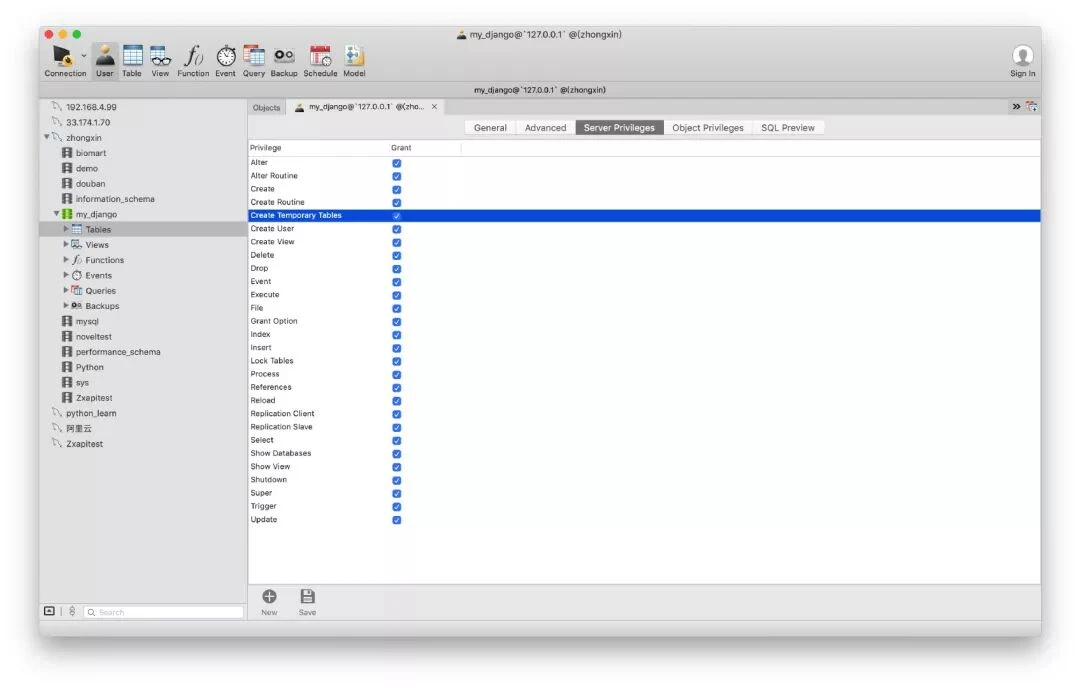 my_django@`127.0.0.1` @(zhongxin)
Connection User Table View Function Event Query Backup Schedule Model Sign In
my_django@`127.0.0.1` @(zhongxin)
192.168.4.99
33.174.1.70
zhongxin
biomart
demo
douban
information_schema
my_django
Tables
Views
Functions
Events
Queries
Backups
mysql
noveltest
performance_schema
Python
sys
Zxapitest
python_learn
阿里云
Zxapitest
Search
Objects my_django@`127.0.0.1` @(zho...
General Advanced Server Privileges Object Privileges SQL Preview
Privilege Grant
Alter
Alter Routine
Create
Create Routine
Create Temporary Tables
Create User
Create View
Delete
Drop
Event
Execute
File
Grant Option
Index
Insert
Lock Tables
Process
References
Reload
Replication Client
Replication Slave
Select
Show Databases
Show View
Shutdown
Super
Trigger
Update
New Save